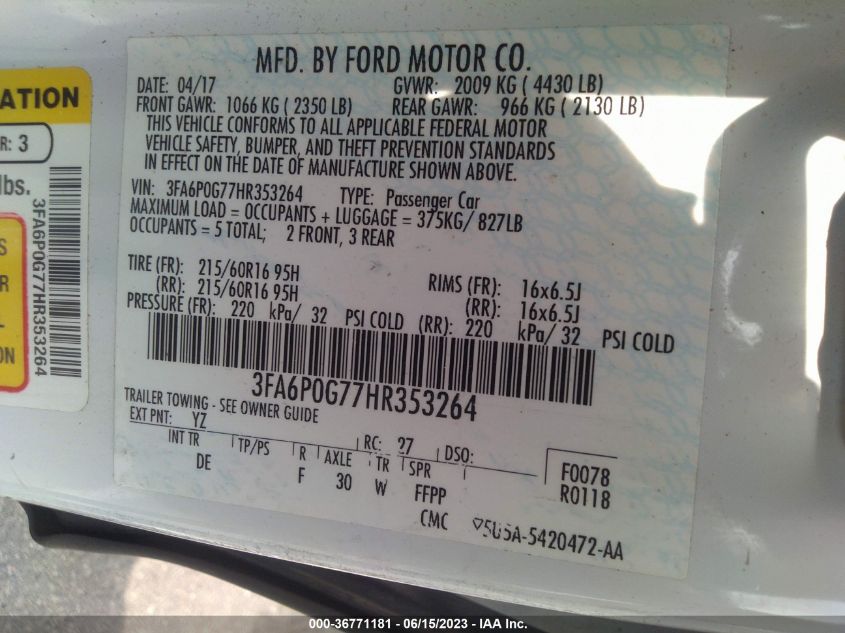 MFD. BY FORD MOTOR CO.
DATE: 04/17 GVWR: 2009 KG ( 4430 LB)
FRONT GAWR: 1066 KG ( 2350 LB) REAR GAWR: 966 KG ( 2130 LB)
THIS VEHICLE CONFORMS TO ALL APPLICABLE FEDERAL MOTOR
VEHICLE SAFETY, BUMPER, AND THEFT PREVENTION STANDARDS
IN EFFECT ON THE DATE OF MANUFACTURE SHOWN ABOVE.
VIN: 3FA6P0G77HR353264 TYPE: Passenger Car
MAXIMUM LOAD = OCCUPANTS + LUGGAGE = 375KG/ 827LB
OCCUPANTS = 5 TOTAL; 2 FRONT, 3 REAR
TIRE (FR): 215/60R16 95H RIMS (FR): 16x6.5J
(RR): 215/60R16 95H (RR): 16x6.5J
PRESSURE (FR): 220 kPa/ 32 PSI COLD (RR): 220 kPa/ 32 PSI COLD
3FA6P0G77HR353264
TRAILER TOWING - SEE OWNER GUIDE
EXT PNT: YZ RC: 27 DSO:
INT TR TP/PS R AXLE TR SPR F0078
DE F 30 W FFPP R0118
CMC 5U5A-5420472-AA
ATION
R: 3
lbs.
S
R
L
ON
3FA6P0G77HR353264
000-36771181 - 06/15/2023 - IAA Inc.